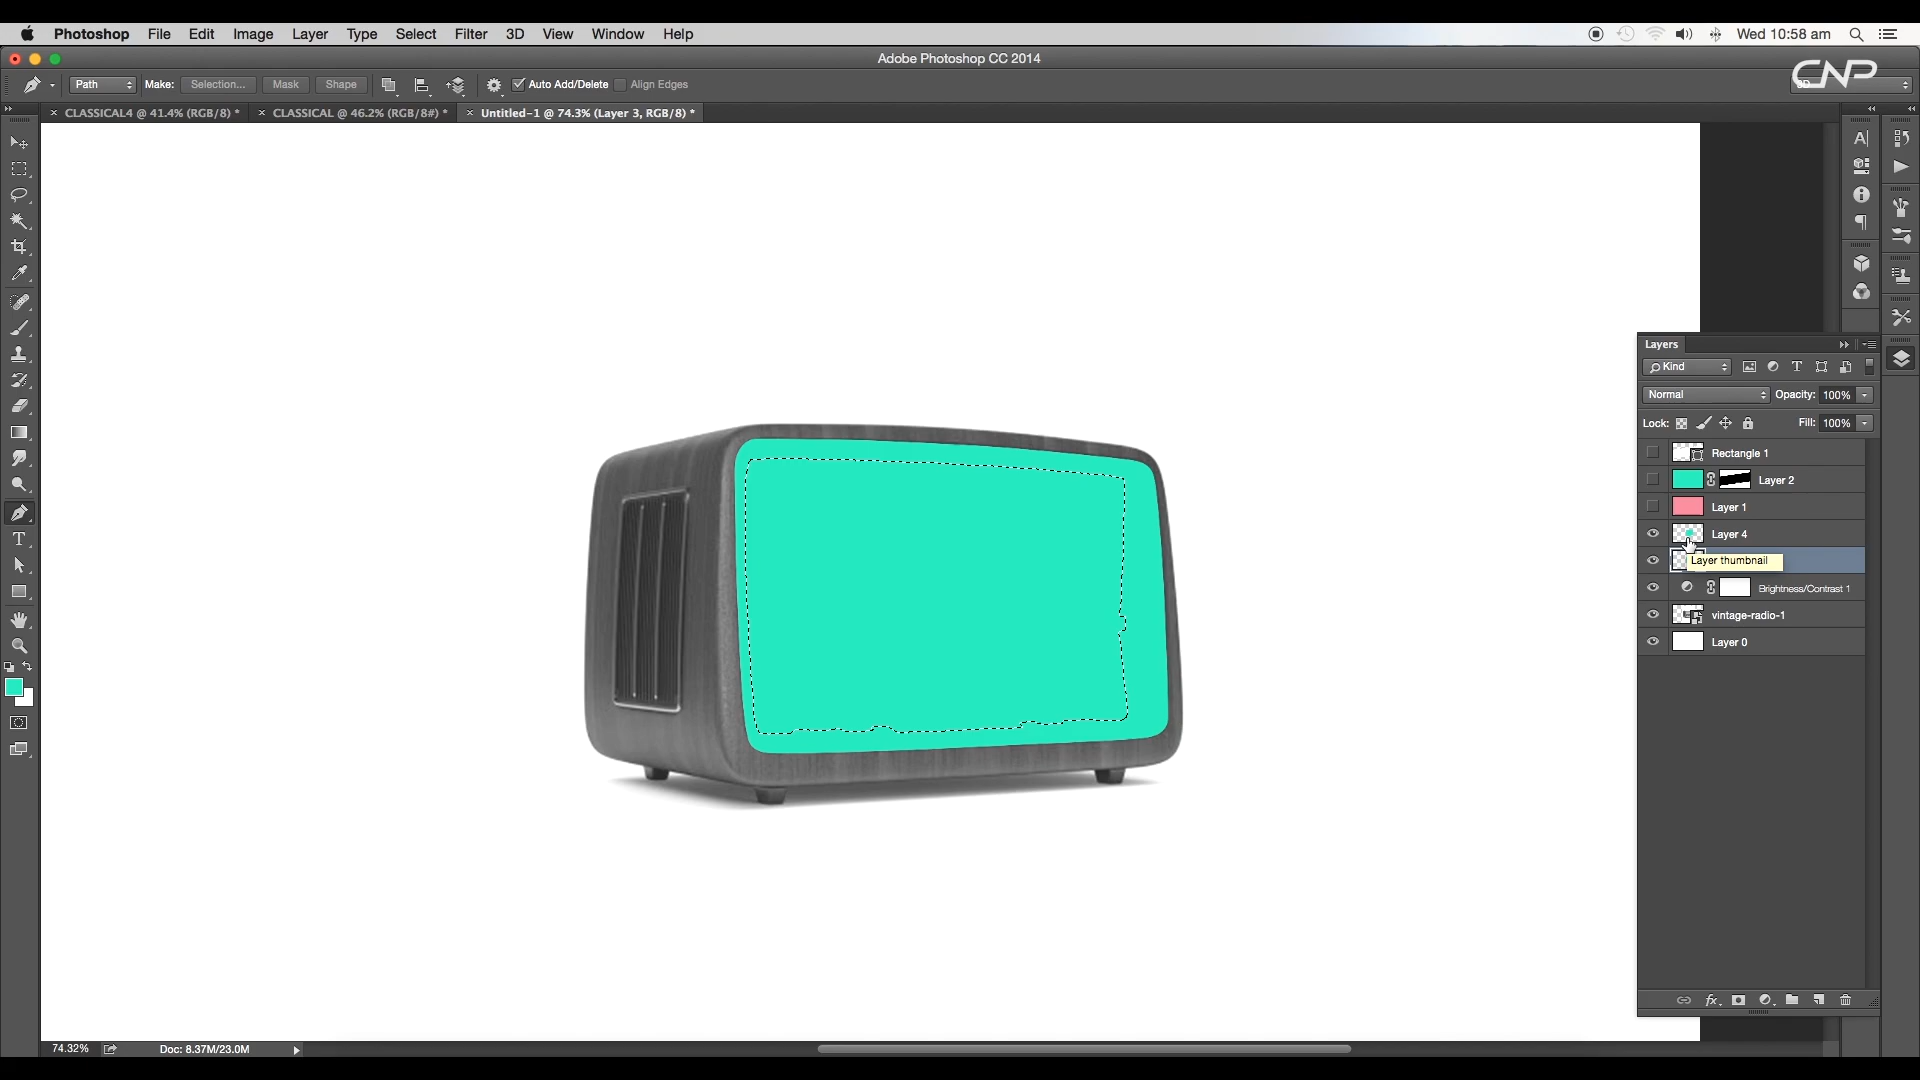 Photoshop File Edit Image Layer Type Select Filter 3D View Window Help Wed 10:58 am
Adobe Photoshop CC 2014
Path Make: Selection... Mask Shape Auto Add/Delete Align Edges
CNP
3D
× CLASSICAL4 @ 41.4% (RGB/8) * × CLASSICAL @ 46.2% (RGB/8#) * × Untitled-1 @ 74.3% (Layer 3, RGB/8) *
Layers
Kind
Normal Opacity: 100%
Lock: Fill: 100%
Rectangle 1
Layer 2
Layer 1
Layer 4
Layer thumbnail
Brightness/Contrast 1
vintage-radio-1
Layer 0
fx
74.32% Doc: 8.37M/23.0M